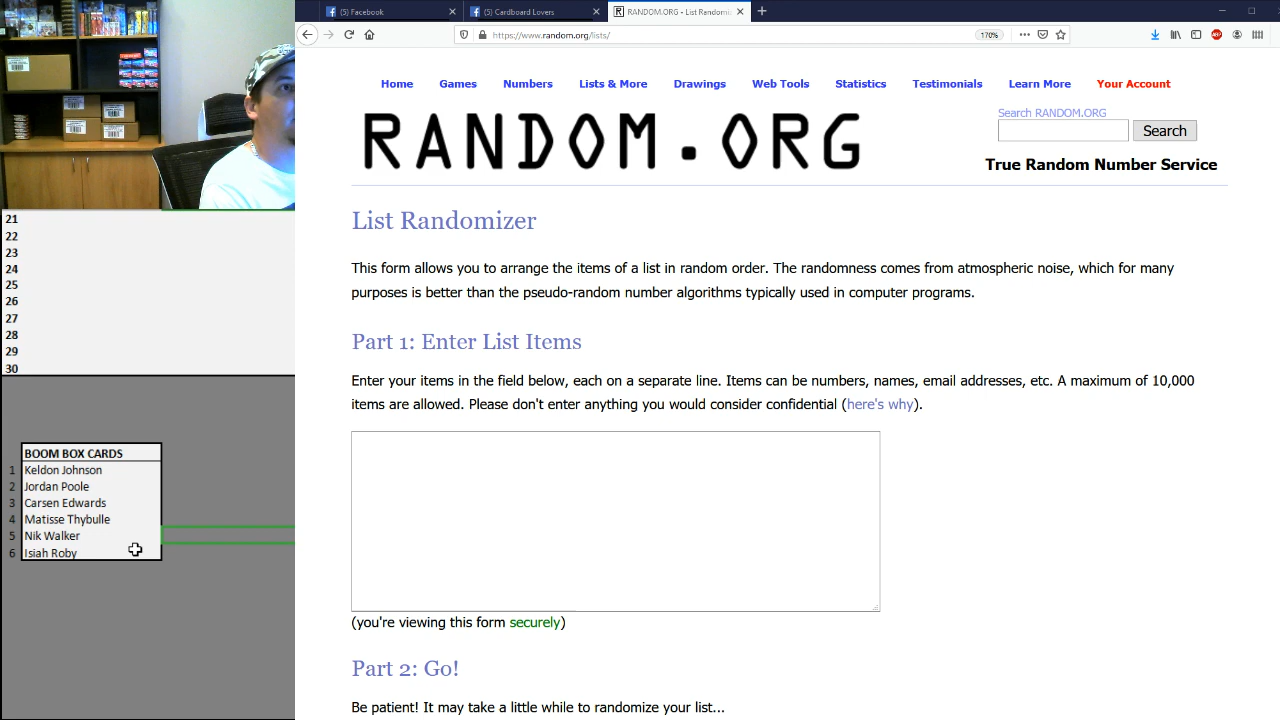 (5) Facebook
(5) Cardboard Lovers
RANDOM.ORG - List Randomiz
https://www.random.org/lists/
170%
Home Games Numbers Lists & More Drawings Web Tools Statistics Testimonials Learn More Your Account
RANDOM.ORG
Search RANDOM.ORG
Search
True Random Number Service
List Randomizer
This form allows you to arrange the items of a list in random order. The randomness comes from atmospheric noise, which for many
purposes is better than the pseudo-random number algorithms typically used in computer programs.
Part 1: Enter List Items
Enter your items in the field below, each on a separate line. Items can be numbers, names, email addresses, etc. A maximum of 10,000
items are allowed. Please don't enter anything you would consider confidential (here's why).
(you're viewing this form securely)
Part 2: Go!
Be patient! It may take a little while to randomize your list...
21
22
23
24
25
26
27
28
29
30
BOOM BOX CARDS
1 Keldon Johnson
2 Jordan Poole
3 Carsen Edwards
4 Matisse Thybulle
5 Nik Walker
6 Isiah Roby